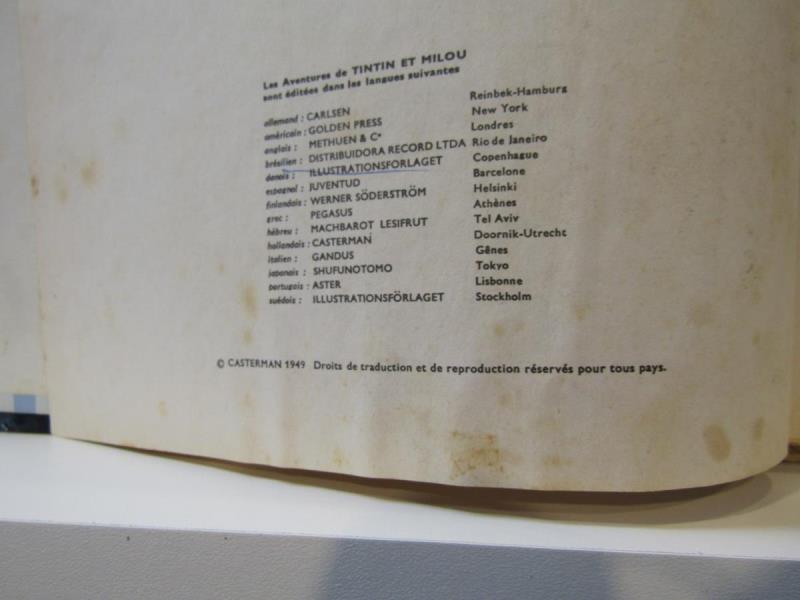 Les Aventures de TINTIN ET MILOU
sont éditées dans les langues suivantes
allemand : CARLSEN Reinbek-Hamburg
américain : GOLDEN PRESS New York
anglais : METHUEN & Cº Londres
brésilien : DISTRIBUIDORA RECORD LTDA Rio de Janeiro
danois : ILLUSTRATIONSFORLAGET Copenhague
espagnol : JUVENTUD Barcelone
finlandais : WERNER SÖDERSTRÖM Helsinki
grec : PEGASUS Athènes
hébreu : MACHBAROT LESIFRUT Tel Aviv
hollandais : CASTERMAN Doornik-Utrecht
italien : GANDUS Gênes
japonais : SHUFUNOTOMO Tokyo
portugais : ASTER Lisbonne
suédois : ILLUSTRATIONSFÖRLAGET Stockholm
© CASTERMAN 1949 Droits de traduction et de reproduction réservés pour tous pays.